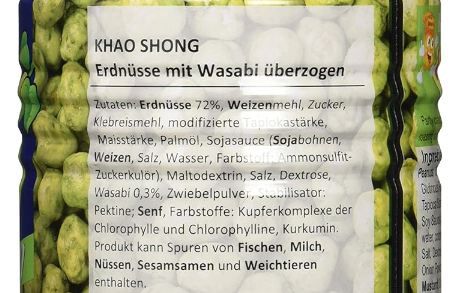 KHAO SHONG
Erdnüsse mit Wasabi überzogen
Zutaten: Erdnüsse 72%, Weizenmehl, Zucker,
Klebreismehl, modifizierte Tapiokastärke,
Maisstärke, Palmöl, Sojasauce (Sojabohnen,
Weizen, Salz, Wasser, Farbstoff: Ammonsulfit-
Zuckerkulör), Maltodextrin, Salz, Dextrose,
Wasabi 0,3%, Zwiebelpulver, Stabilisator:
Pektine; Senf, Farbstoffe: Kupferkomplexe der
Chlorophylle und Chlorophylline, Kurkumin.
Produkt kann Spuren von Fischen, Milch,
Nüssen, Sesamsamen und Weichtieren
enthalten.